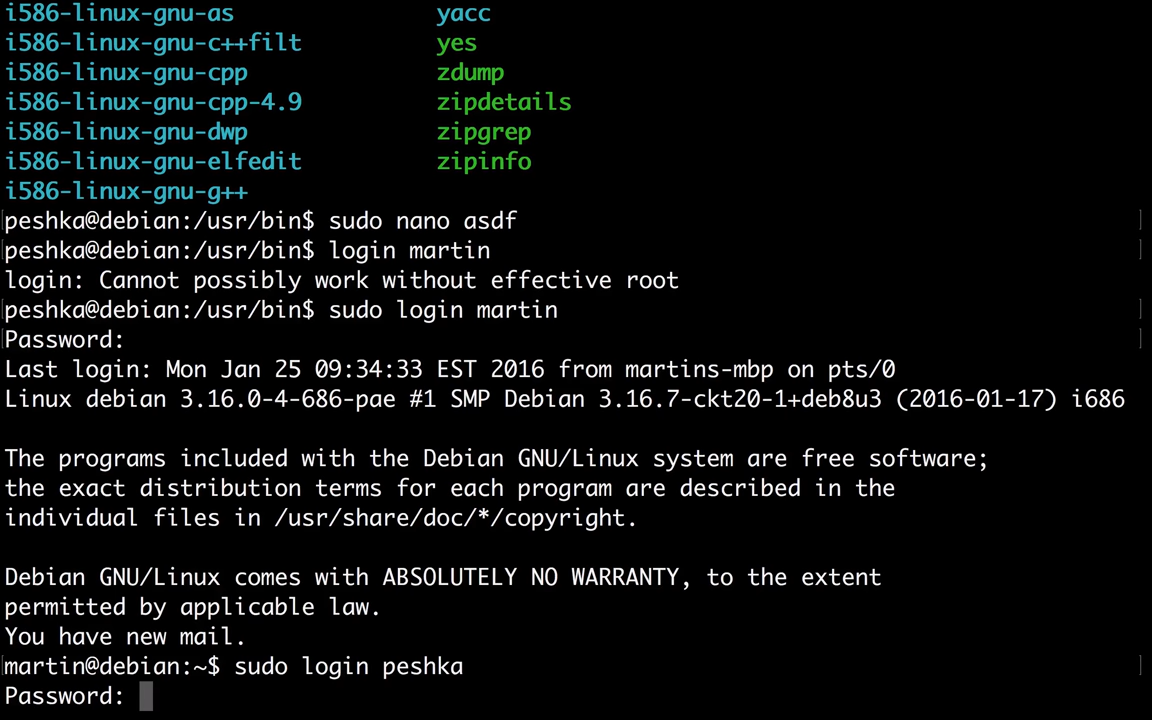 i586-linux-gnu-as yacc
i586-linux-gnu-c++filt yes
i586-linux-gnu-cpp zdump
i586-linux-gnu-cpp-4.9 zipdetails
i586-linux-gnu-dwp zipgrep
i586-linux-gnu-elfedit zipinfo
i586-linux-gnu-g++
peshka@debian:/usr/bin$ sudo nano asdf
peshka@debian:/usr/bin$ login martin
login: Cannot possibly work without effective root
peshka@debian:/usr/bin$ sudo login martin
Password:
Last login: Mon Jan 25 09:34:33 EST 2016 from martins-mbp on pts/0
Linux debian 3.16.0-4-686-pae #1 SMP Debian 3.16.7-ckt20-1+deb8u3 (2016-01-17) i686
The programs included with the Debian GNU/Linux system are free software;
the exact distribution terms for each program are described in the
individual files in /usr/share/doc/*/copyright.
Debian GNU/Linux comes with ABSOLUTELY NO WARRANTY, to the extent
permitted by applicable law.
You have new mail.
martin@debian:~$ sudo login peshka
Password: